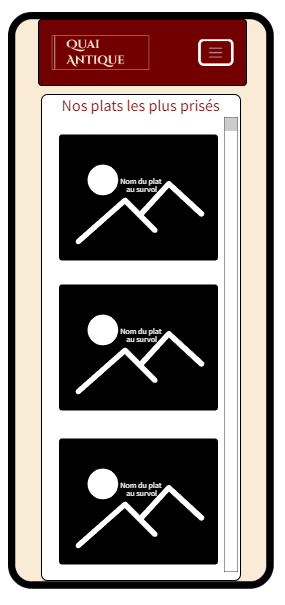 QUAI
ANTIQUE
Nos plats les plus prisés
Nom du plat
au survol
Nom du plat
au survol
Nom du plat
au survol